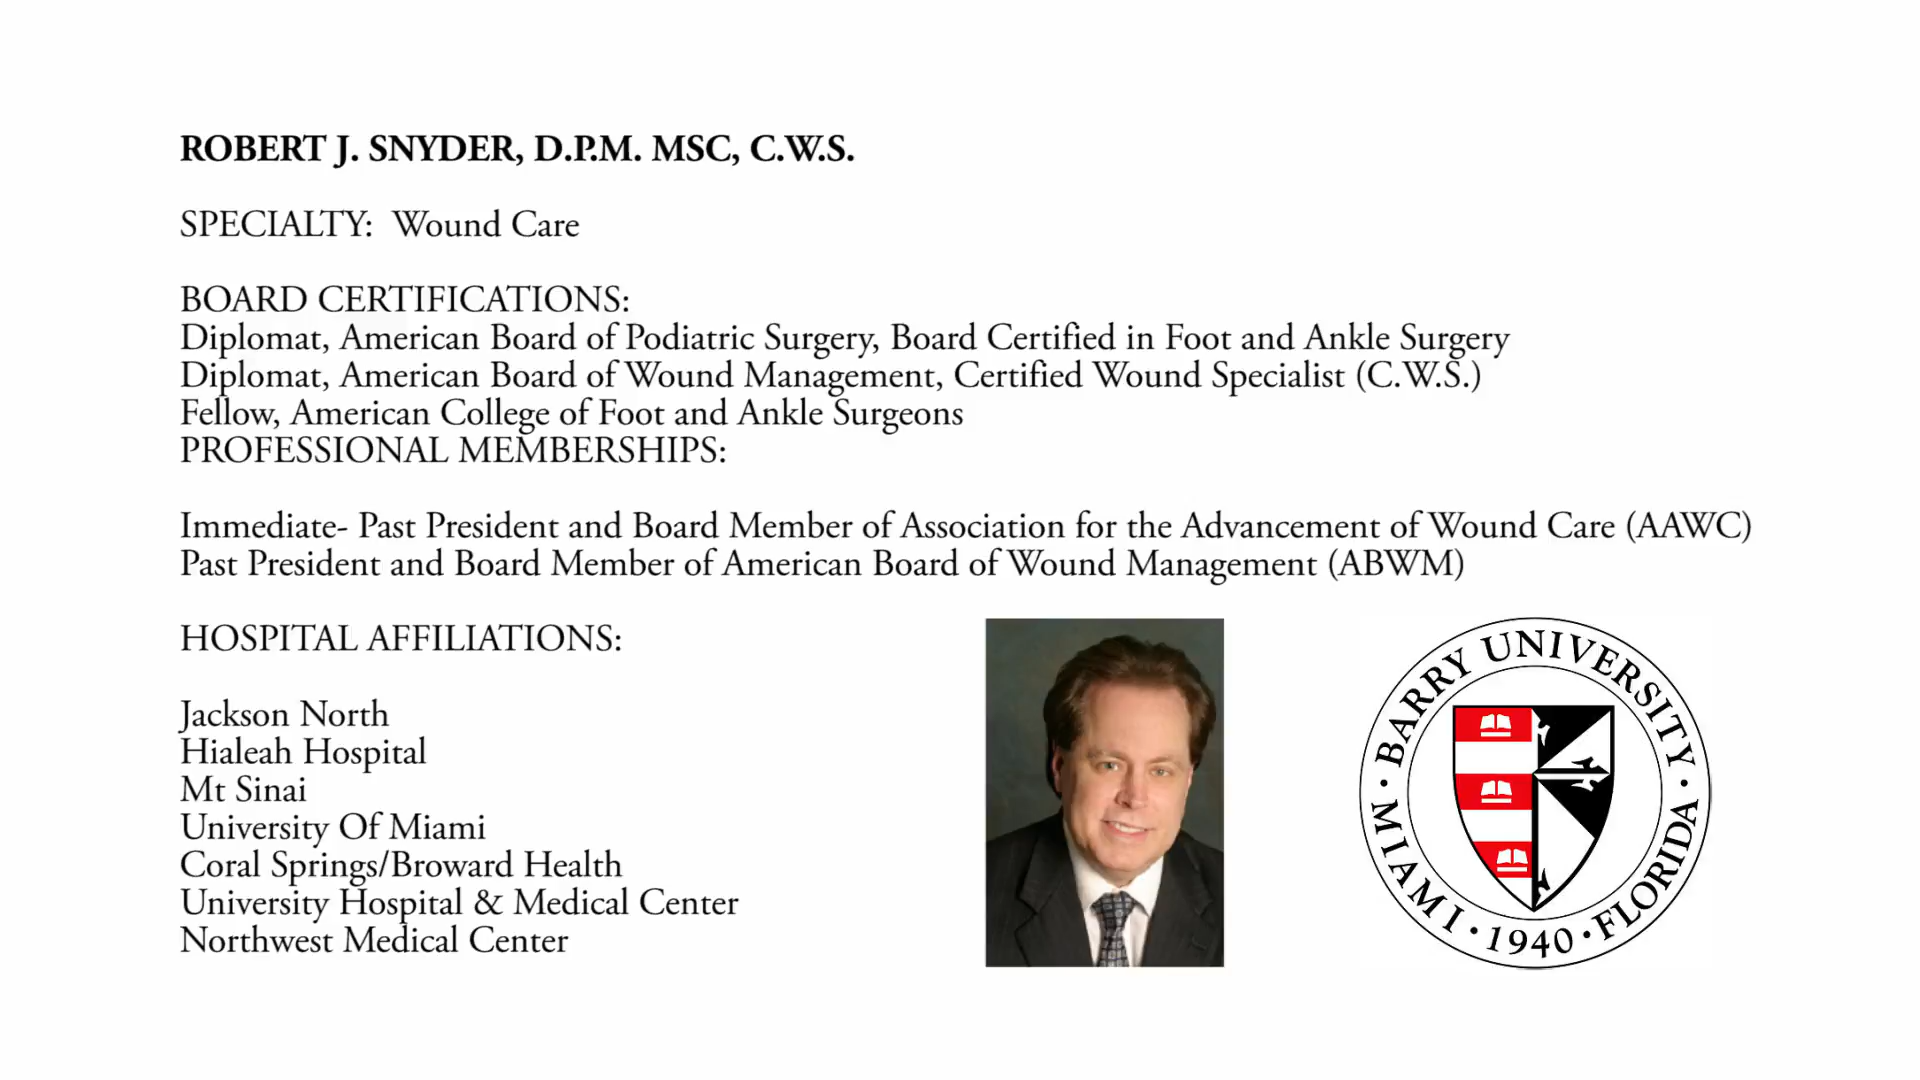 ROBERT J. SNYDER, D.P.M. MSC, C.W.S.
SPECIALTY: Wound Care
BOARD CERTIFICATIONS:
Diplomat, American Board of Podiatric Surgery, Board Certified in Foot and Ankle Surgery
Diplomat, American Board of Wound Management, Certified Wound Specialist (C.W.S.)
Fellow, American College of Foot and Ankle Surgeons
PROFESSIONAL MEMBERSHIPS:
Immediate- Past President and Board Member of Association for the Advancement of Wound Care (AAWC)
Past President and Board Member of American Board of Wound Management (ABWM)
HOSPITAL AFFILIATIONS:
Jackson North
Hialeah Hospital
Mt Sinai
University Of Miami
Coral Springs/Broward Health
University Hospital & Medical Center
Northwest Medical Center
BARRY UNIVERSITY
MIAMI · 1940 · FLORIDA